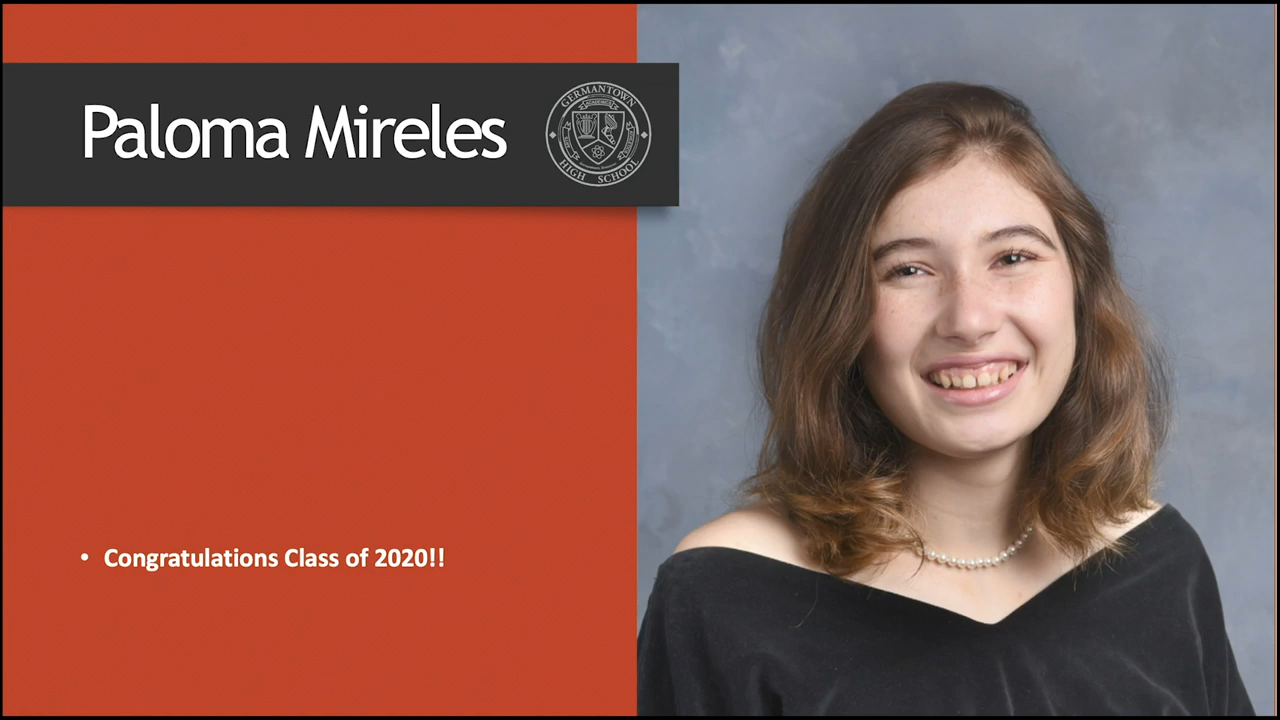 Paloma Mireles
GERMANTOWN
HIGH SCHOOL
• Congratulations Class of 2020!!